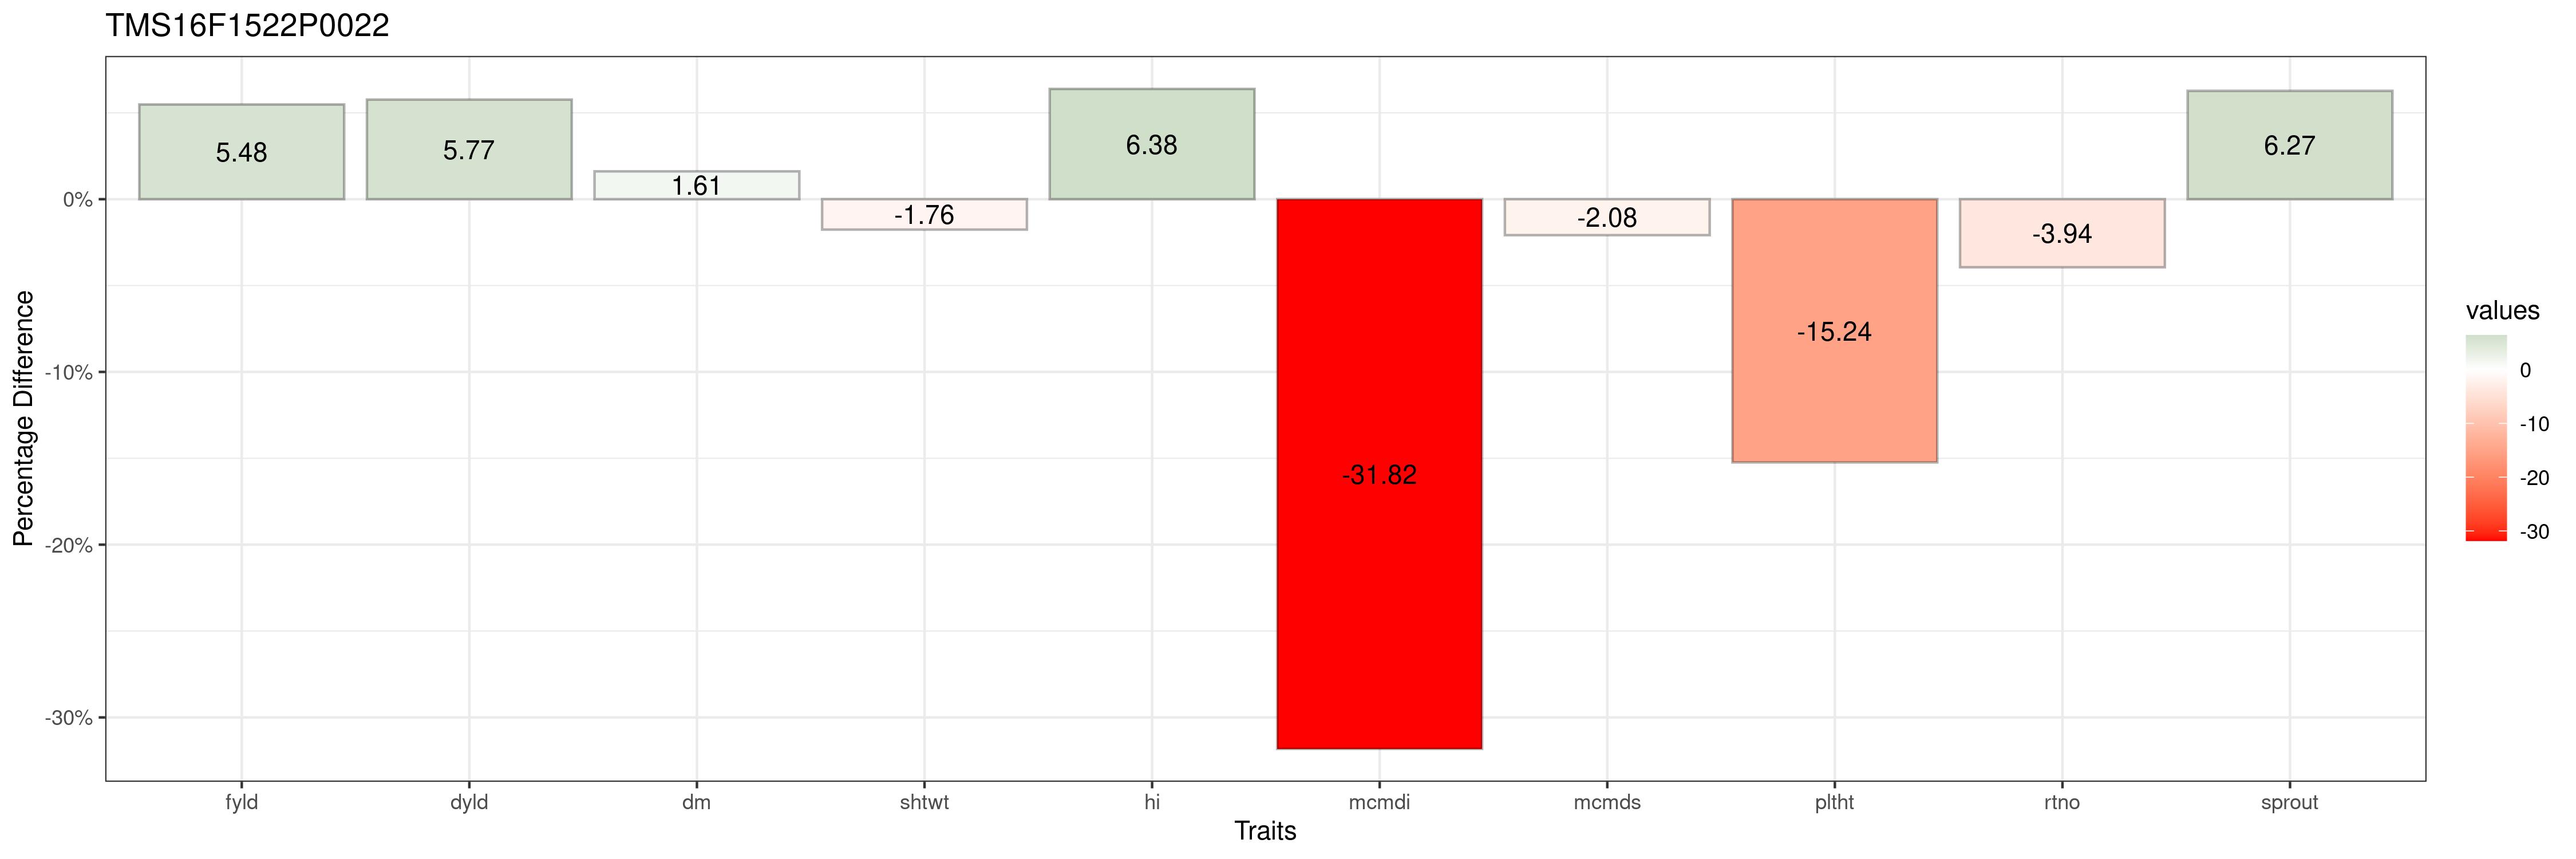 TMS16F1522P0022
Percentage Difference
0%
-10%
-20%
-30%
5.48
5.77
1.61
-1.76
6.38
-31.82
-2.08
-15.24
-3.94
6.27
fyld
dyld
dm
shtwt
hi
mcmdi
mcmds
pltht
rtno
sprout
Traits
values
0
-10
-20
-30